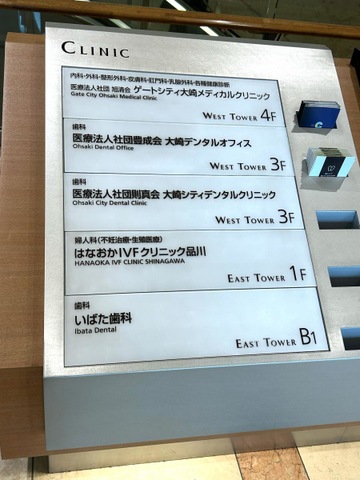 CLINIC
内科・外科・整形外科・皮膚科・肛門科・乳腺外科・各種健康診断
医療法人社団 旭滴会 ゲートシティ大崎メディカルクリニック
Gate City Ohsaki Medical Clinic
WEST TOWER 4F
歯科
医療法人社団豊成会 大崎デンタルオフィス
Ohsaki Dental Office
WEST TOWER 3F
歯科
医療法人社団則真会 大崎シティデンタルクリニック
Ohsaki City Dental Clinic
WEST TOWER 3F
婦人科(不妊治療・生殖医療)
はなおかIVFクリニック品川
HANAOKA IVF CLINIC SHINAGAWA
EAST TOWER 1F
歯科
いばた歯科
Ibata Dental
EAST TOWER B1